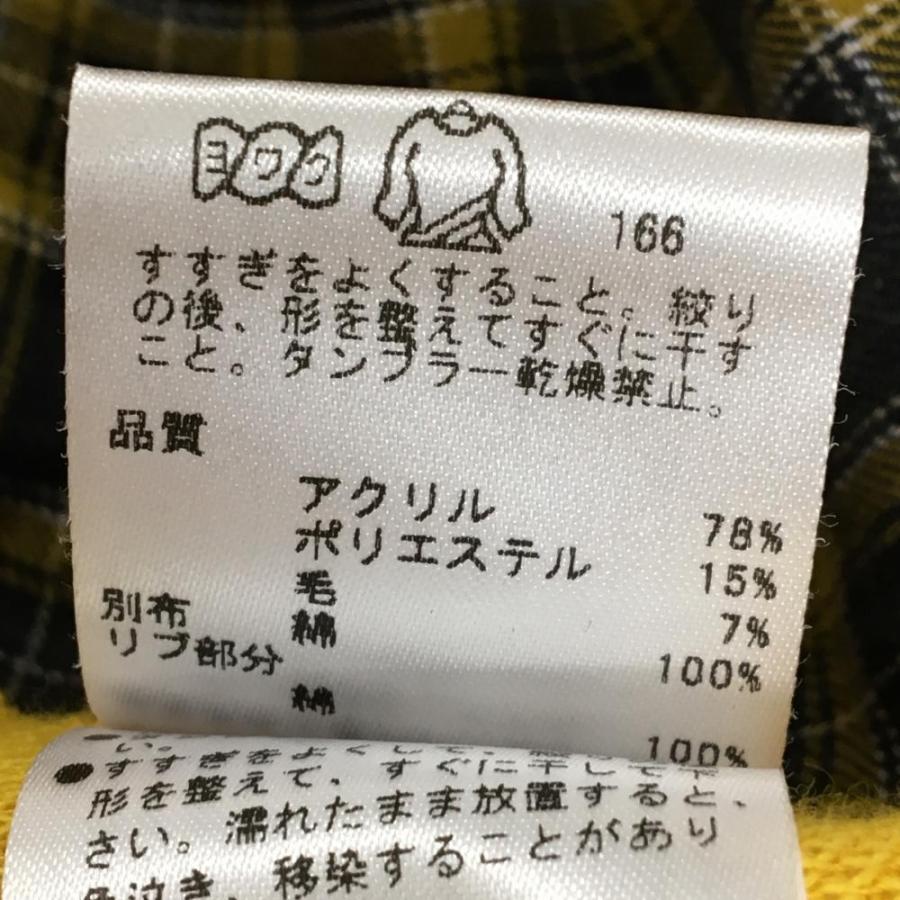 ヨワク
166
すすぎをよくすること。絞り
の後、形を整えてすぐに干す
こと。タンブラー乾燥禁止。
品質
アクリル 78%
ポリエステル 15%
毛 7%
別布 綿 100%
リブ部分
綿 100%
い。
●すすぎをよくして、
形を整えて、すぐに干して下
さい。濡れたまま放置すると、
色泣き、移染することがあり